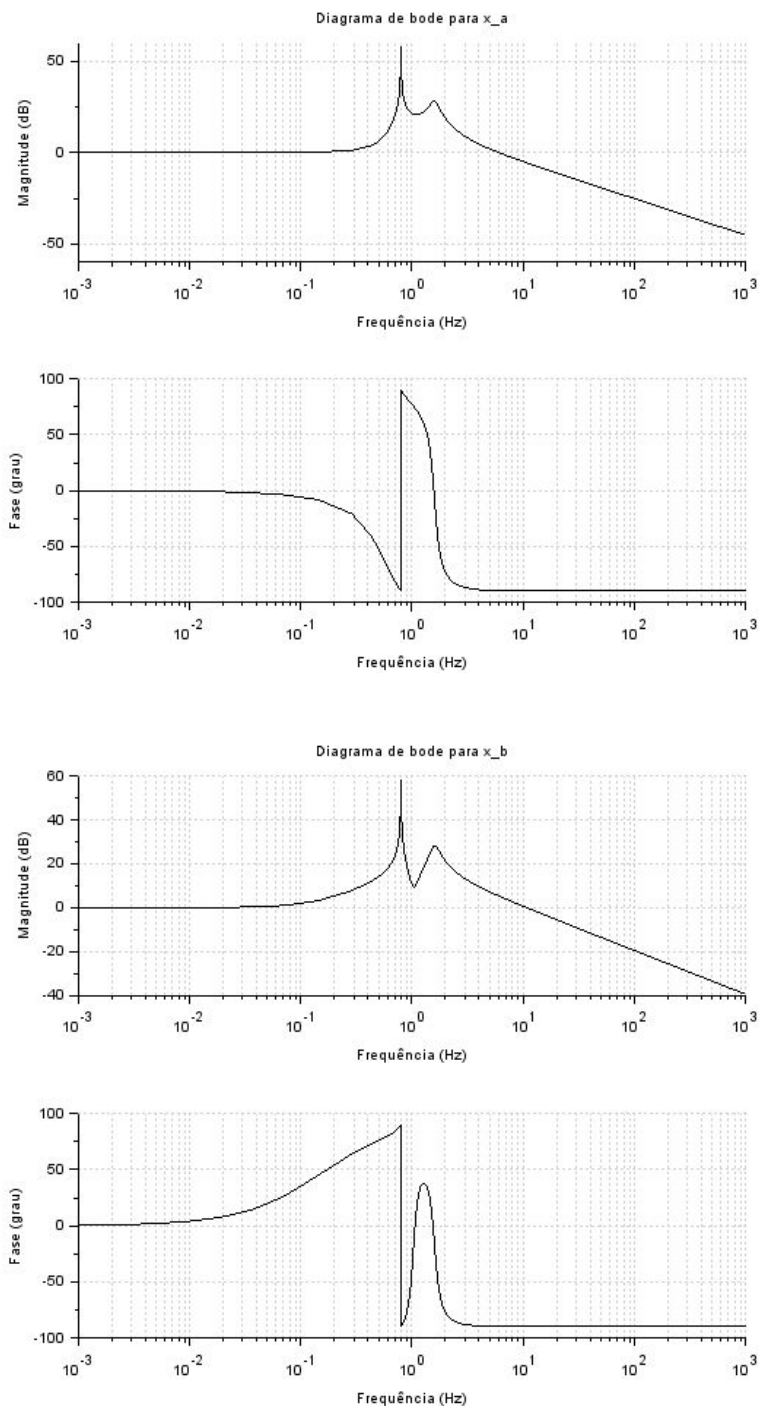 Diagrama de bode para x_a
Magnitude (dB)
50
0
-50
10^-3 10^-2 10^-1 10^0 10^1 10^2 10^3
Frequência (Hz)
Fase (grau)
100
50
0
-50
-100
10^-3 10^-2 10^-1 10^0 10^1 10^2 10^3
Frequência (Hz)
Diagrama de bode para x_b
Magnitude (dB)
60
40
20
0
-20
-40
10^-3 10^-2 10^-1 10^0 10^1 10^2 10^3
Frequência (Hz)
Fase (grau)
100
50
0
-50
-100
10^-3 10^-2 10^-1 10^0 10^1 10^2 10^3
Frequência (Hz)